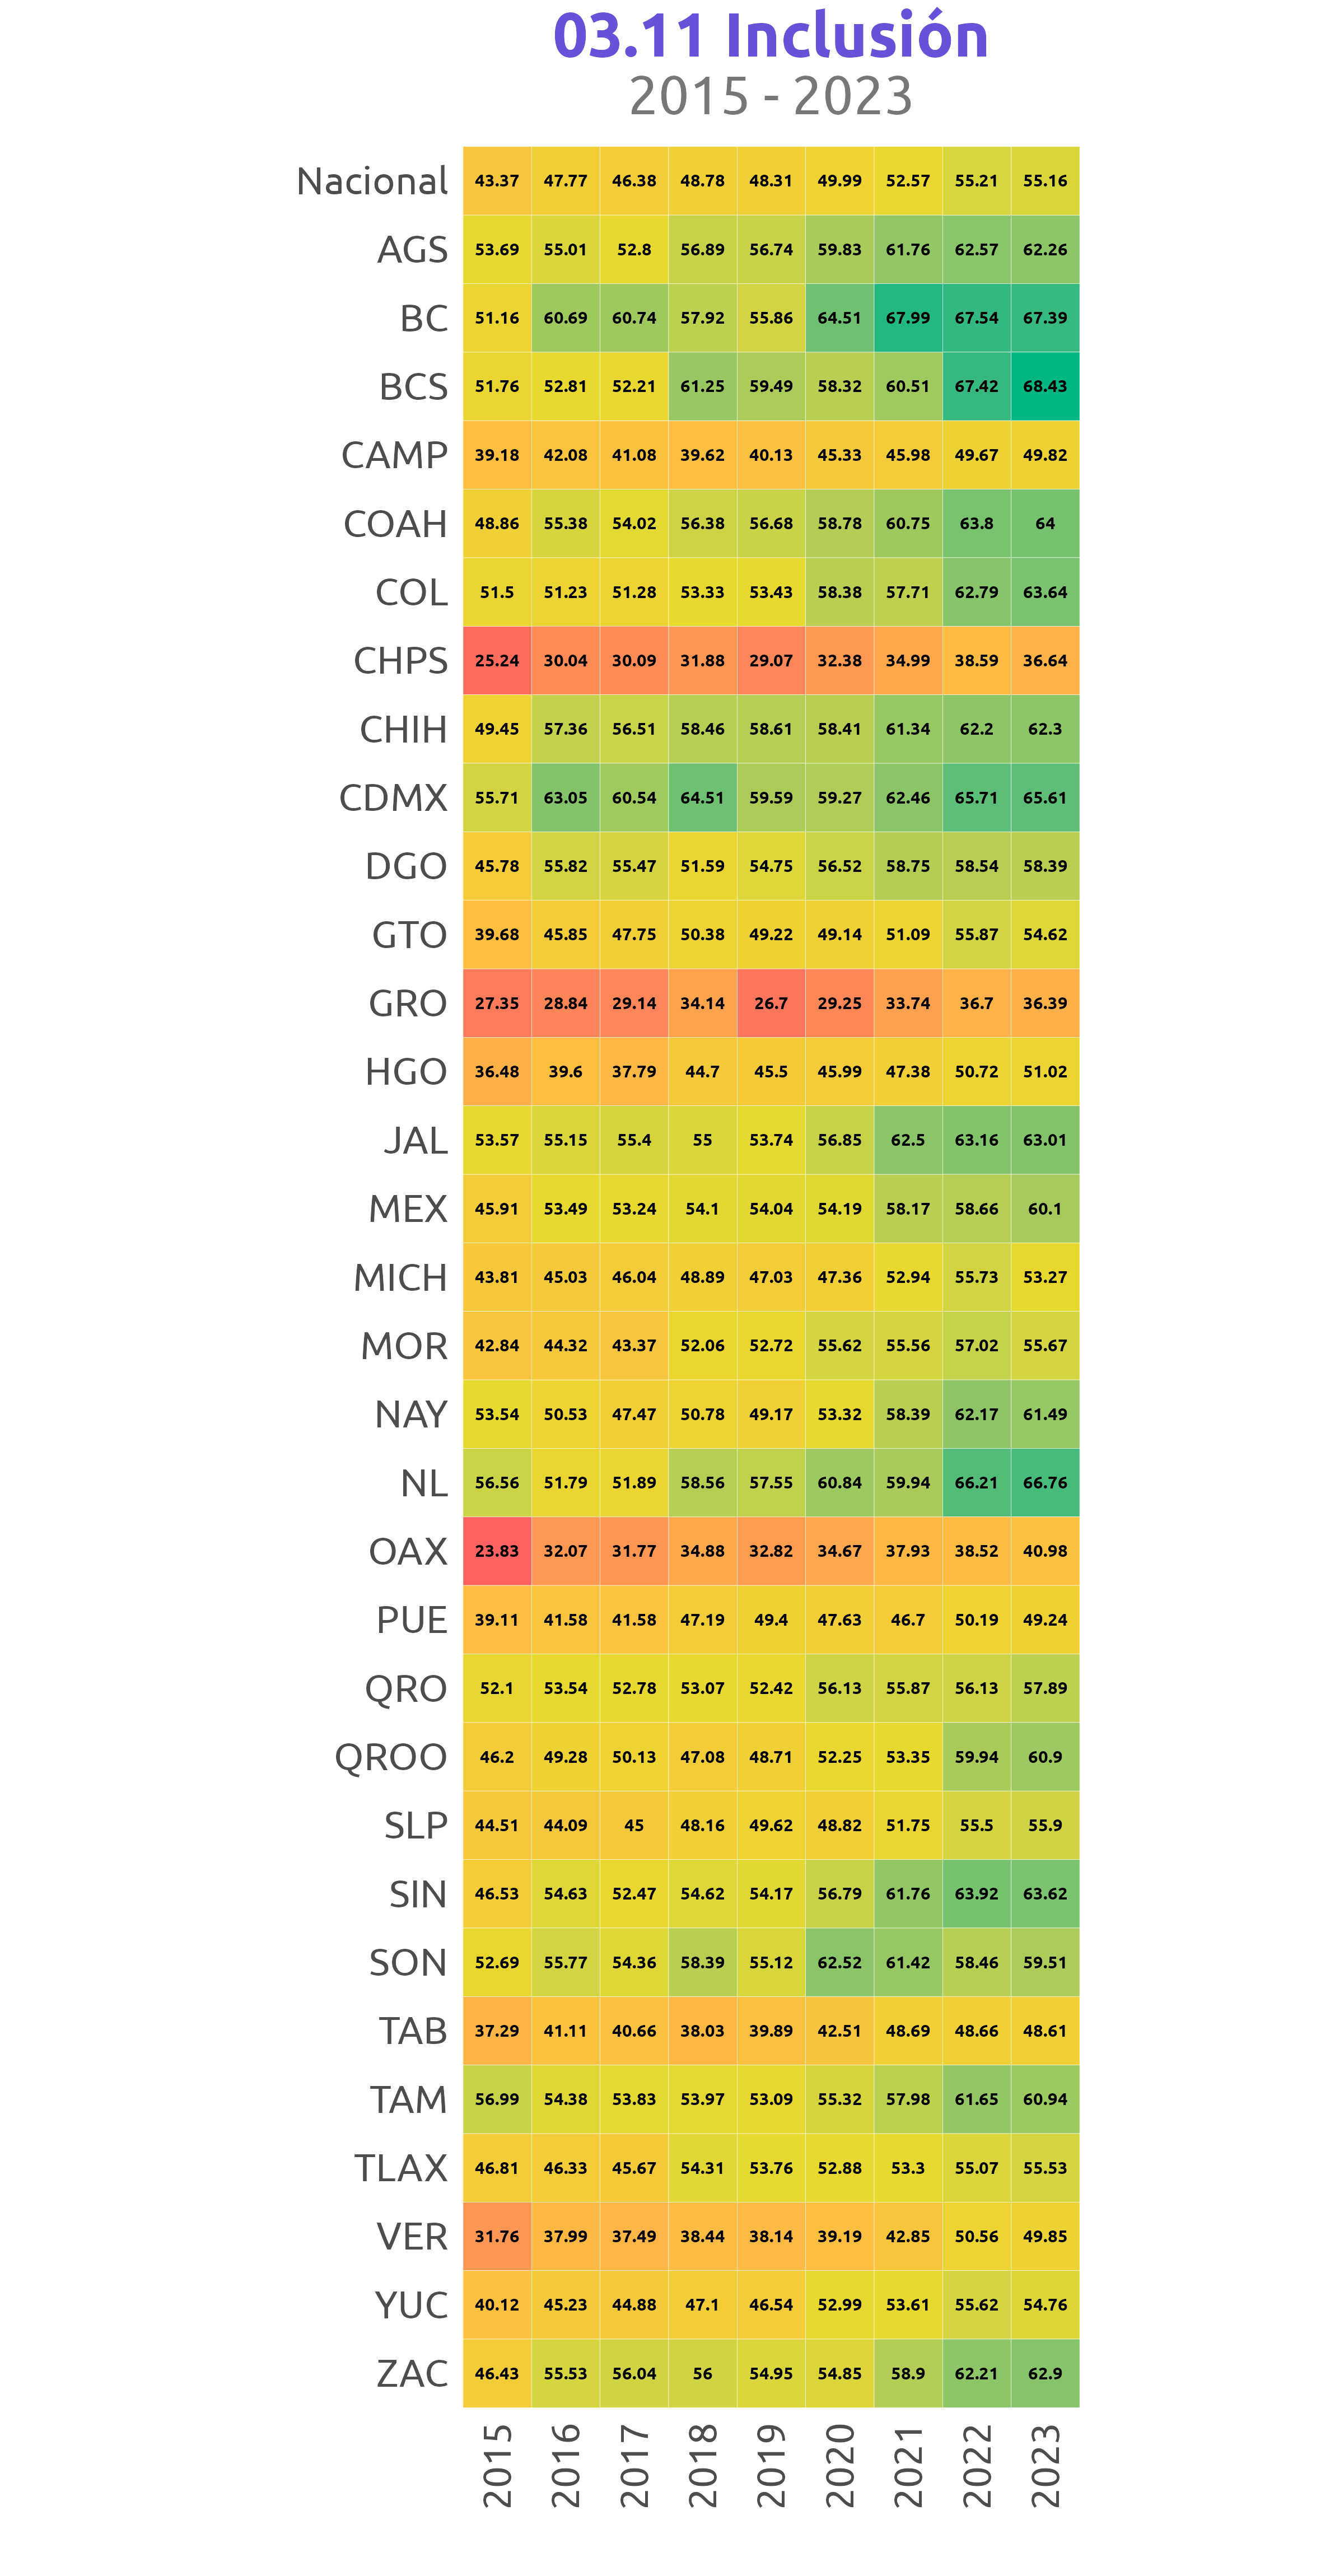 03.11 Inclusión
2015 - 2023
Nacional 43.37 47.77 46.38 48.78 48.31 49.99 52.57 55.21 55.16
AGS 53.69 55.01 52.8 56.89 56.74 59.83 61.76 62.57 62.26
BC 51.16 60.69 60.74 57.92 55.86 64.51 67.99 67.54 67.39
BCS 51.76 52.81 52.21 61.25 59.49 58.32 60.51 67.42 68.43
CAMP 39.18 42.08 41.08 39.62 40.13 45.33 45.98 49.67 49.82
COAH 48.86 55.38 54.02 56.38 56.68 58.78 60.75 63.8 64
COL 51.5 51.23 51.28 53.33 53.43 58.38 57.71 62.79 63.64
CHPS 25.24 30.04 30.09 31.88 29.07 32.38 34.99 38.59 36.64
CHIH 49.45 57.36 56.51 58.46 58.61 58.41 61.34 62.2 62.3
CDMX 55.71 63.05 60.54 64.51 59.59 59.27 62.46 65.71 65.61
DGO 45.78 55.82 55.47 51.59 54.75 56.52 58.75 58.54 58.39
GTO 39.68 45.85 47.75 50.38 49.22 49.14 51.09 55.87 54.62
GRO 27.35 28.84 29.14 34.14 26.7 29.25 33.74 36.7 36.39
HGO 36.48 39.6 37.79 44.7 45.5 45.99 47.38 50.72 51.02
JAL 53.57 55.15 55.4 55 53.74 56.85 62.5 63.16 63.01
MEX 45.91 53.49 53.24 54.1 54.04 54.19 58.17 58.66 60.1
MICH 43.81 45.03 46.04 48.89 47.03 47.36 52.94 55.73 53.27
MOR 42.84 44.32 43.37 52.06 52.72 55.62 55.56 57.02 55.67
NAY 53.54 50.53 47.47 50.78 49.17 53.32 58.39 62.17 61.49
NL 56.56 51.79 51.89 58.56 57.55 60.84 59.94 66.21 66.76
OAX 23.83 32.07 31.77 34.88 32.82 34.67 37.93 38.52 40.98
PUE 39.11 41.58 41.58 47.19 49.4 47.63 46.7 50.19 49.24
QRO 52.1 53.54 52.78 53.07 52.42 56.13 55.87 56.13 57.89
QROO 46.2 49.28 50.13 47.08 48.71 52.25 53.35 59.94 60.9
SLP 44.51 44.09 45 48.16 49.62 48.82 51.75 55.5 55.9
SIN 46.53 54.63 52.47 54.62 54.17 56.79 61.76 63.92 63.62
SON 52.69 55.77 54.36 58.39 55.12 62.52 61.42 58.46 59.51
TAB 37.29 41.11 40.66 38.03 39.89 42.51 48.69 48.66 48.61
TAM 56.99 54.38 53.83 53.97 53.09 55.32 57.98 61.65 60.94
TLAX 46.81 46.33 45.67 54.31 53.76 52.88 53.3 55.07 55.53
VER 31.76 37.99 37.49 38.44 38.14 39.19 42.85 50.56 49.85
YUC 40.12 45.23 44.88 47.1 46.54 52.99 53.61 55.62 54.76
ZAC 46.43 55.53 56.04 56 54.95 54.85 58.9 62.21 62.9
2015 2016 2017 2018 2019 2020 2021 2022 2023